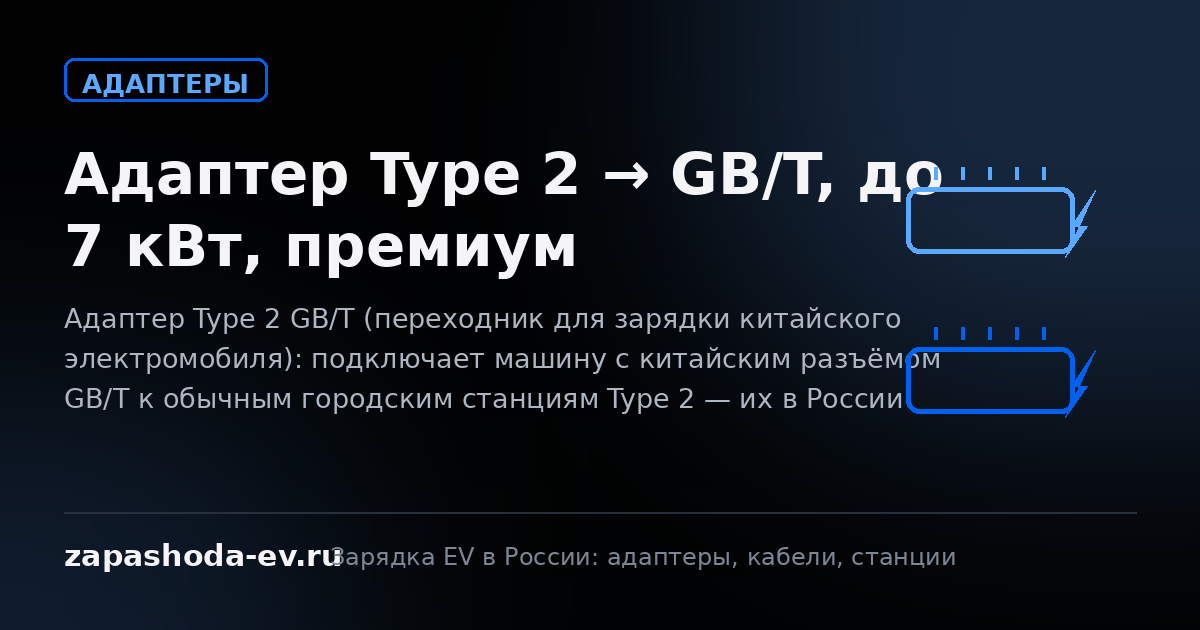 АДАПТЕРЫ
Адаптер Type 2 → GB/T, до
7 кВт, премиум
Адаптер Type 2 GB/T (переходник для зарядки китайского
электромобиля): подключает машину с китайским разъёмом
GB/T к обычным городским станциям Type 2 — их в России
zapashoda-ev.ru Зарядка EV в России: адаптеры, кабели, станции